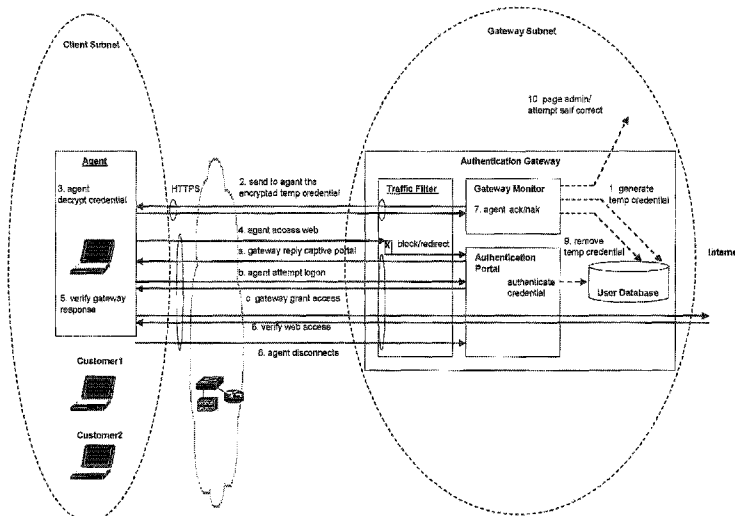 Client Subnet
Gateway Subnet
10. page admin/
attempt self correct
Agent
3. agent
decrypt credential
HTTPS
2. send to agent the
encrypted temp credential
4. agent access web
a. gateway reply captive portal
b. agent attempt logon
c. gateway grant access
5. verify gateway
response
6. verify web access
8. agent disconnects
Customer1
Customer2
Authentication Gateway
Traffic Filter
X
block/redirect
Gateway Monitor
7. agent ack/nak
1. generate
temp credential
Authentication
Portal
authenticate
credential
9. remove
temp credential
User Database
Internet